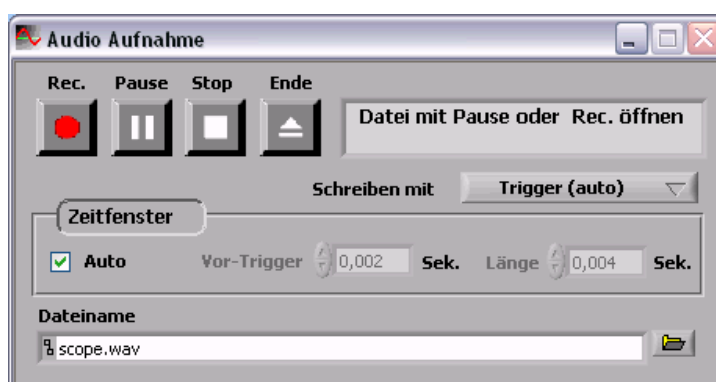 Audio Aufnahme
Rec. Pause Stop Ende
Datei mit Pause oder Rec. öffnen
Schreiben mit Trigger (auto)
Zeitfenster
Auto Vor-Trigger 0,002 Sek. Länge 0,004 Sek.
Dateiname
scope.wav